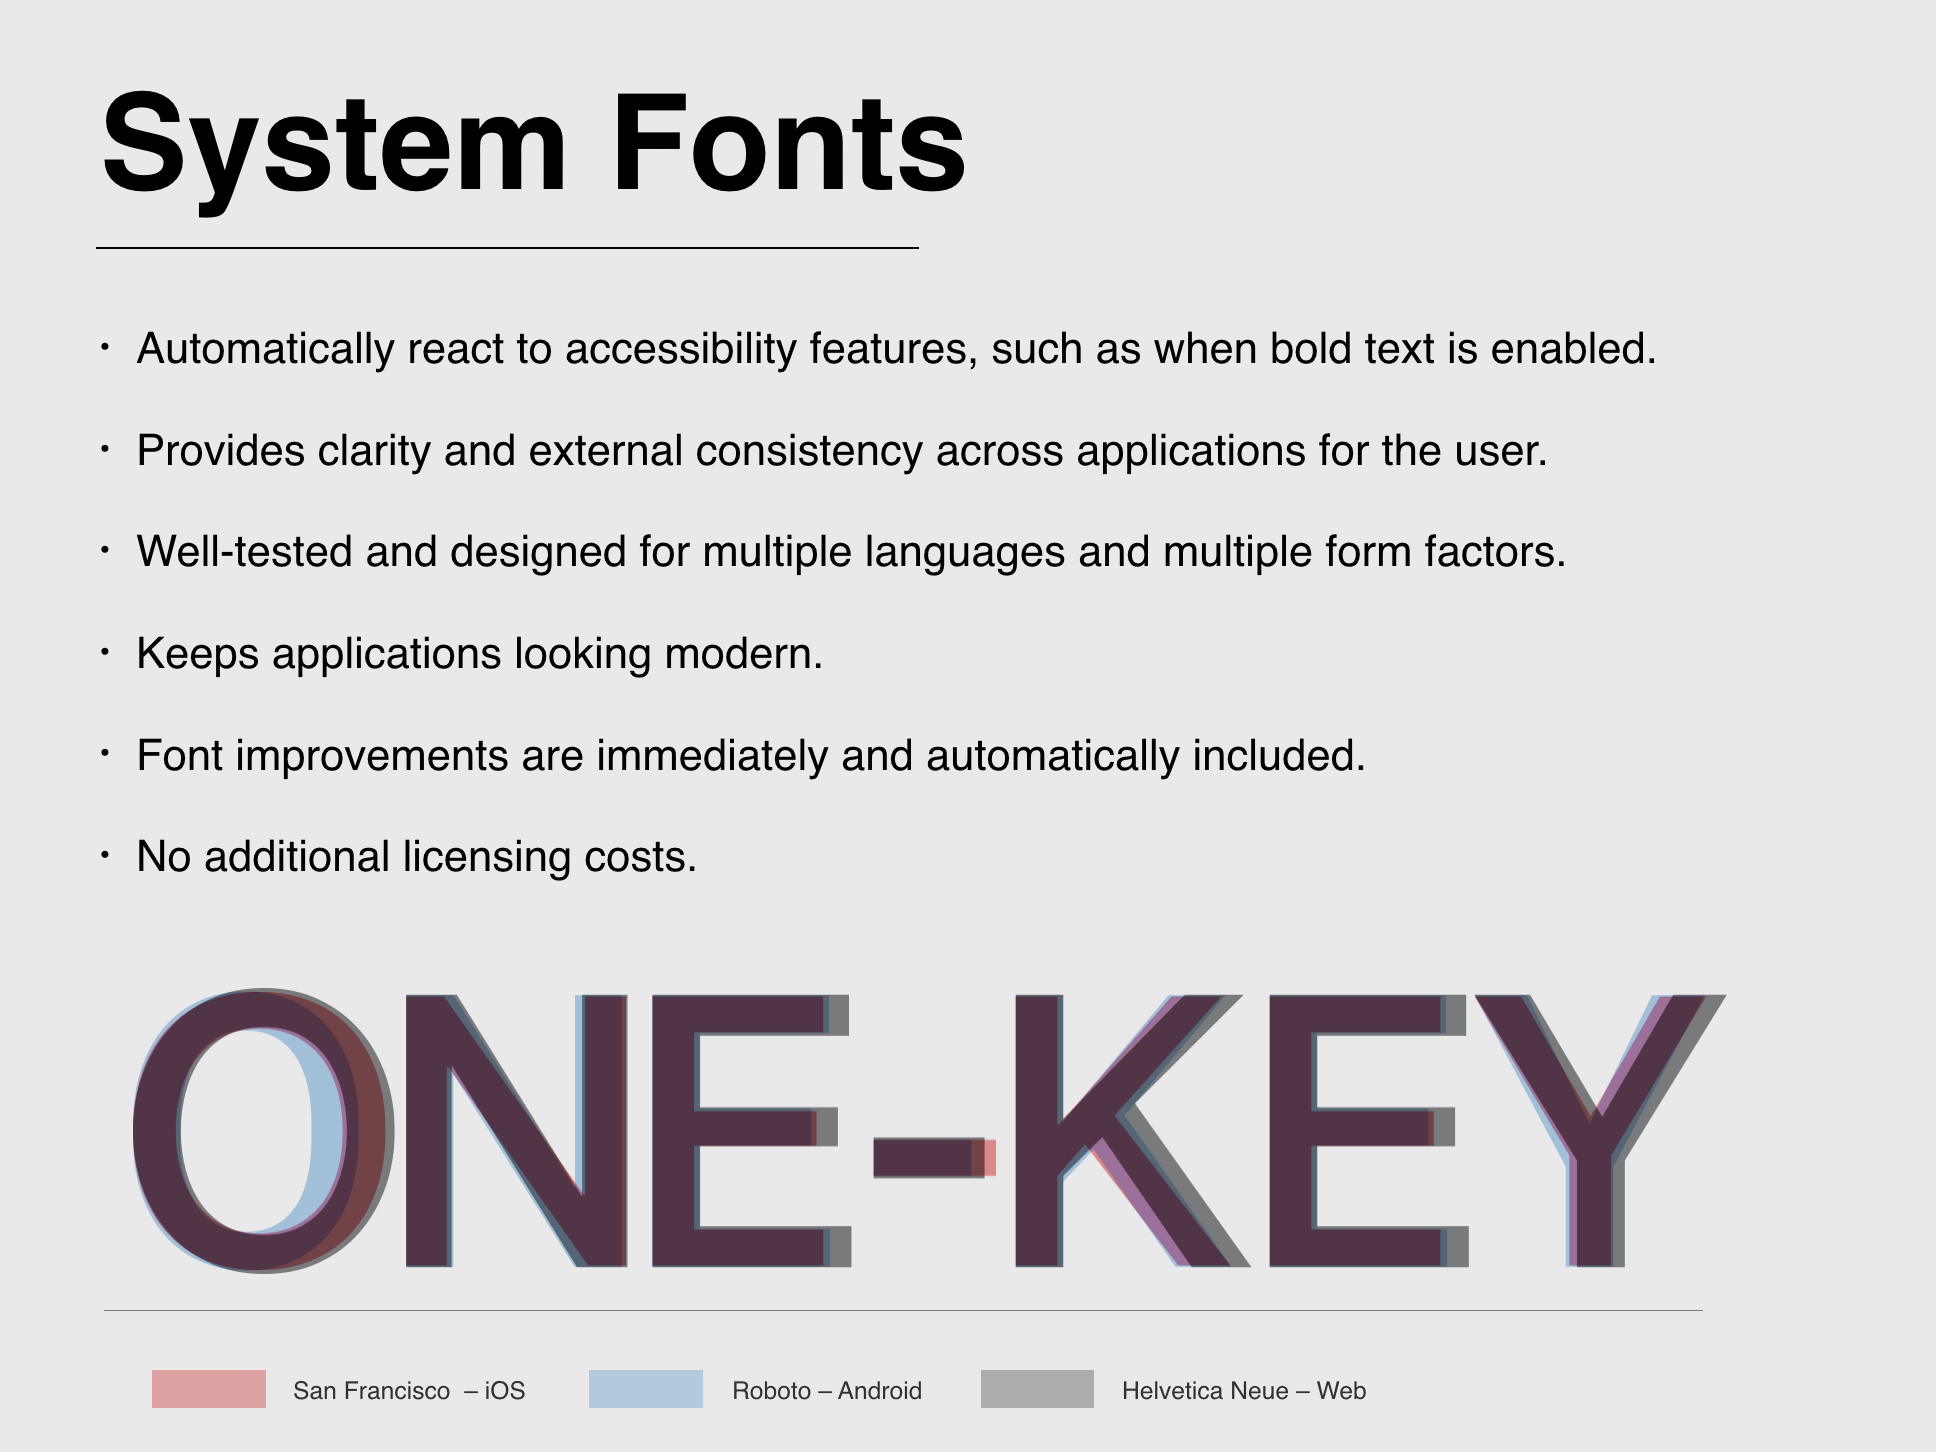 System Fonts
• Automatically react to accessibility features, such as when bold text is enabled.
• Provides clarity and external consistency across applications for the user.
• Well-tested and designed for multiple languages and multiple form factors.
• Keeps applications looking modern.
• Font improvements are immediately and automatically included.
• No additional licensing costs.
ONE-KEY
San Francisco – iOS Roboto – Android Helvetica Neue – Web